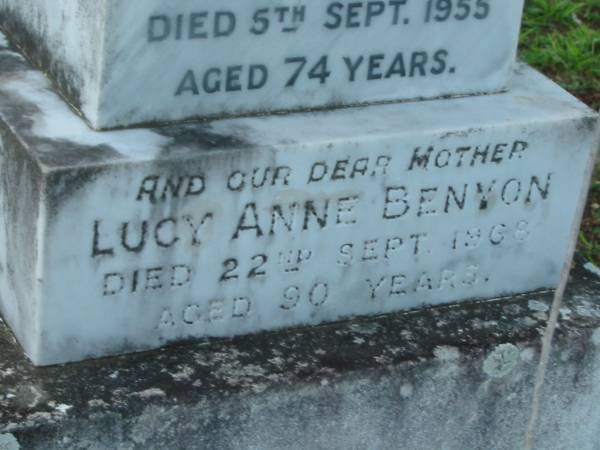 DIED 5TH SEPT. 1955
AGED 74 YEARS.
AND OUR DEAR MOTHER
LUCY ANNE BENYON
DIED 22ND SEPT. 1968
AGED 90 YEARS.